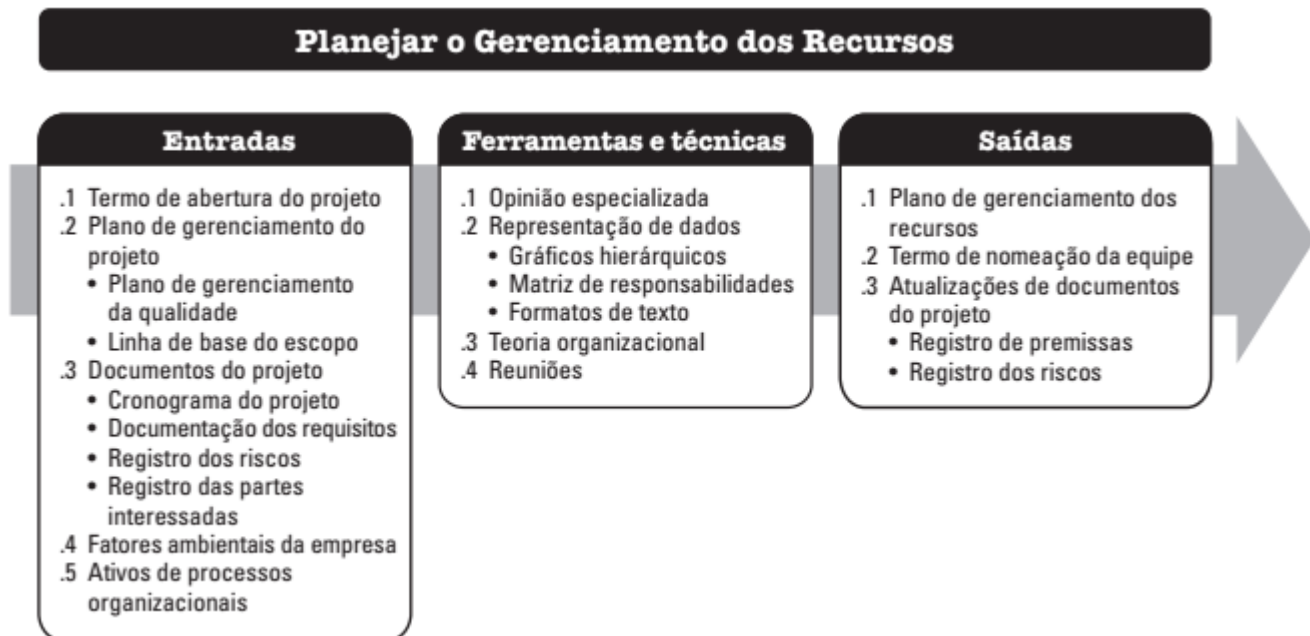 Planejar o Gerenciamento dos Recursos
Entradas
.1 Termo de abertura do projeto
.2 Plano de gerenciamento do
projeto
• Plano de gerenciamento
da qualidade
• Linha de base do escopo
.3 Documentos do projeto
• Cronograma do projeto
• Documentação dos requisitos
• Registro dos riscos
• Registro das partes
interessadas
.4 Fatores ambientais da empresa
.5 Ativos de processos
organizacionais
Ferramentas e técnicas
.1 Opinião especializada
.2 Representação de dados
• Gráficos hierárquicos
• Matriz de responsabilidades
• Formatos de texto
.3 Teoria organizacional
.4 Reuniões
Saídas
.1 Plano de gerenciamento dos
recursos
.2 Termo de nomeação da equipe
.3 Atualizações de documentos
do projeto
• Registro de premissas
• Registro dos riscos